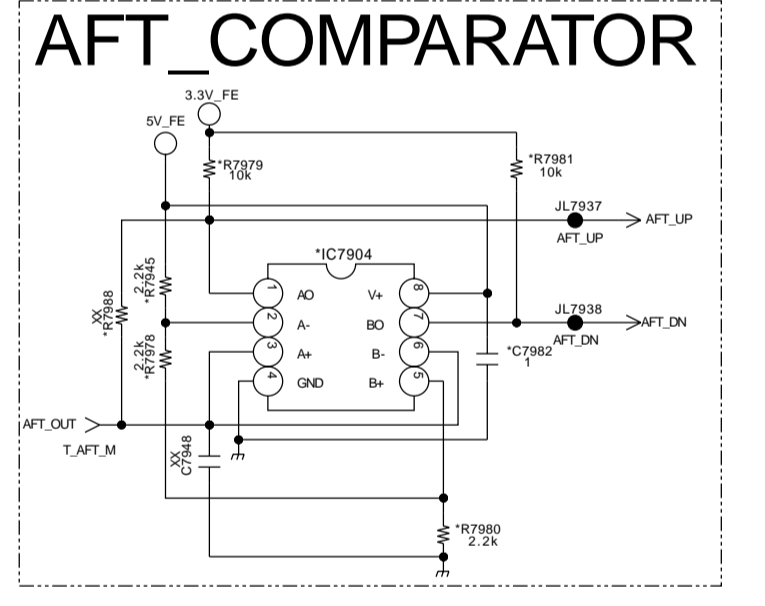 AFT_COMPARATOR
3.3V_FE
5V_FE
*R7979
10k
*R7981
10k
JL7937
AFT_UP
AFT_UP
*IC7904
2.2k
*R7945
XX
*R7988
1
AO
V+
8
2
A-
BO
7
JL7938
AFT_DN
AFT_DN
2.2k
*R7978
3
A+
B-
6
*C7982
1
4
GND
B+
5
AFT_OUT
T_AFT_M
XX
C7948
*R7980
2.2k